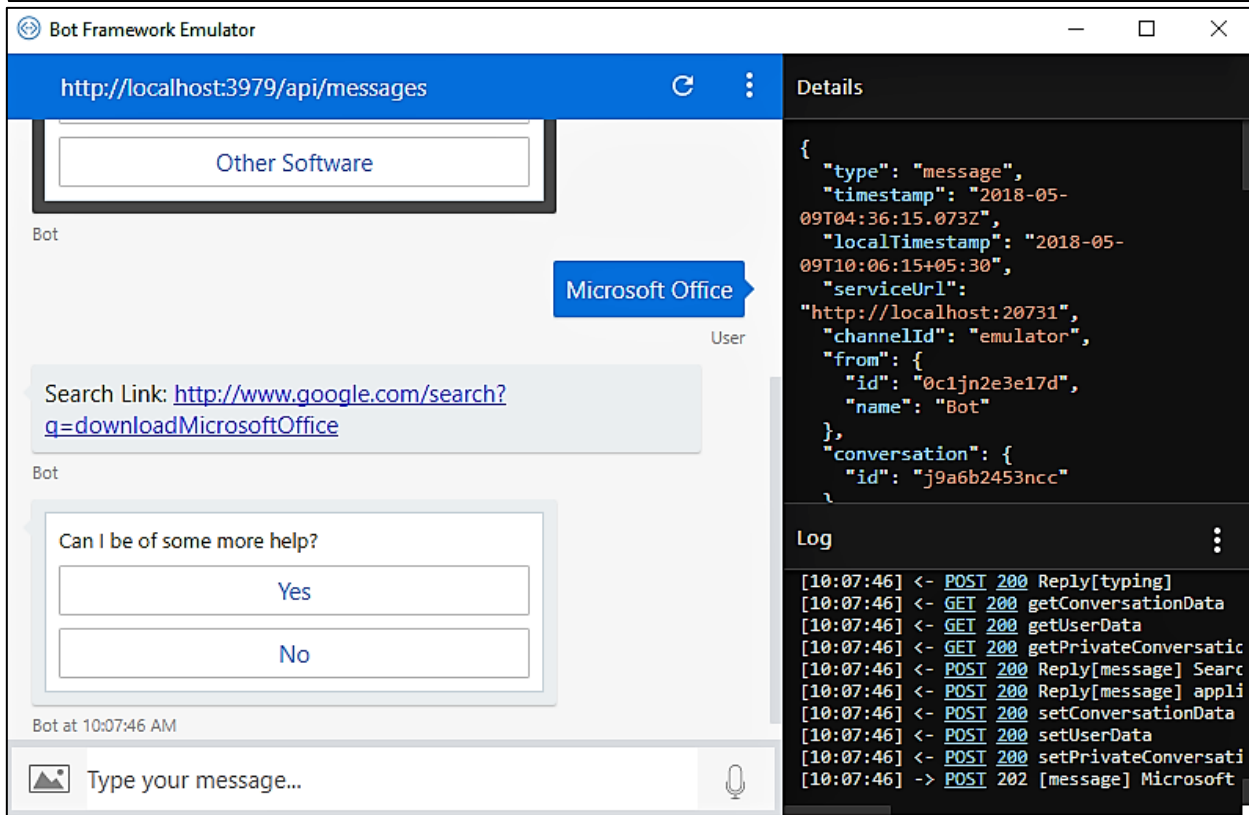 Bot Framework Emulator
http://localhost:3979/api/messages
Other Software
Bot
Microsoft Office
User
Search Link: http://www.google.com/search?
q=downloadMicrosoftOffice
Bot
Can I be of some more help?
Yes
No
Bot at 10:07:46 AM
Type your message...
Details
{
"type": "message",
"timestamp": "2018-05-
09T04:36:15.073Z",
"localTimestamp": "2018-05-
09T10:06:15+05:30",
"serviceUrl":
"http://localhost:20731",
"channelId": "emulator",
"from": {
"id": "0c1jn2e3e17d",
"name": "Bot"
},
"conversation": {
"id": "j9a6b2453ncc"
}
Log
[10:07:46] <- POST 200 Reply[typing]
[10:07:46] <- GET 200 getConversationData
[10:07:46] <- GET 200 getUserData
[10:07:46] <- GET 200 getPrivateConversatic
[10:07:46] <- POST 200 Reply[message] Searc
[10:07:46] <- POST 200 Reply[message] appli
[10:07:46] <- POST 200 setConversationData
[10:07:46] <- POST 200 setUserData
[10:07:46] <- POST 200 setPrivateConversati
[10:07:46] -> POST 202 [message] Microsoft